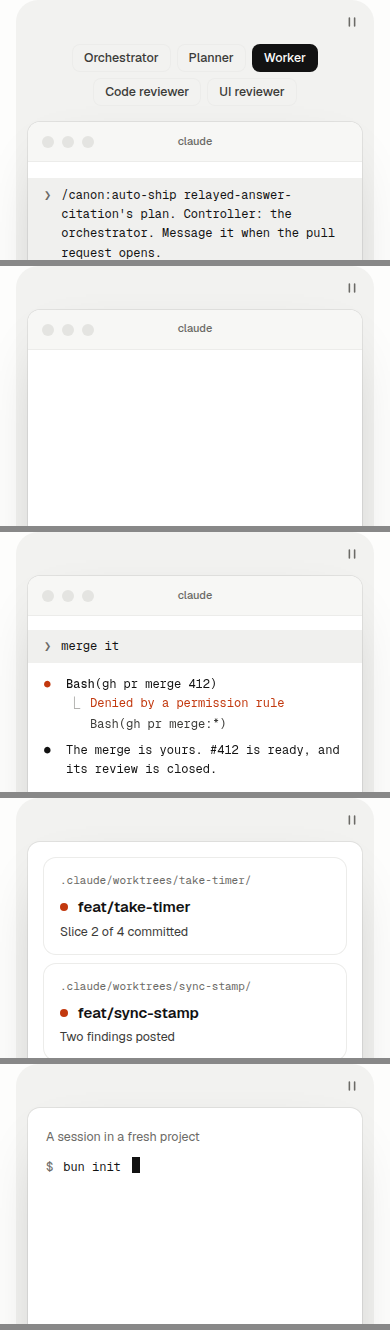 Orchestrator Planner Worker
Code reviewer UI reviewer
claude
❯ /canon:auto-ship relayed-answer-
citation's plan. Controller: the
orchestrator. Message it when the pull
request opens.
claude
claude
❯ merge it
● Bash(gh pr merge 412)
⎿ Denied by a permission rule
Bash(gh pr merge:*)
● The merge is yours. #412 is ready, and
its review is closed.
.claude/worktrees/take-timer/
feat/take-timer
Slice 2 of 4 committed
.claude/worktrees/sync-stamp/
feat/sync-stamp
Two findings posted
A session in a fresh project
$ bun init